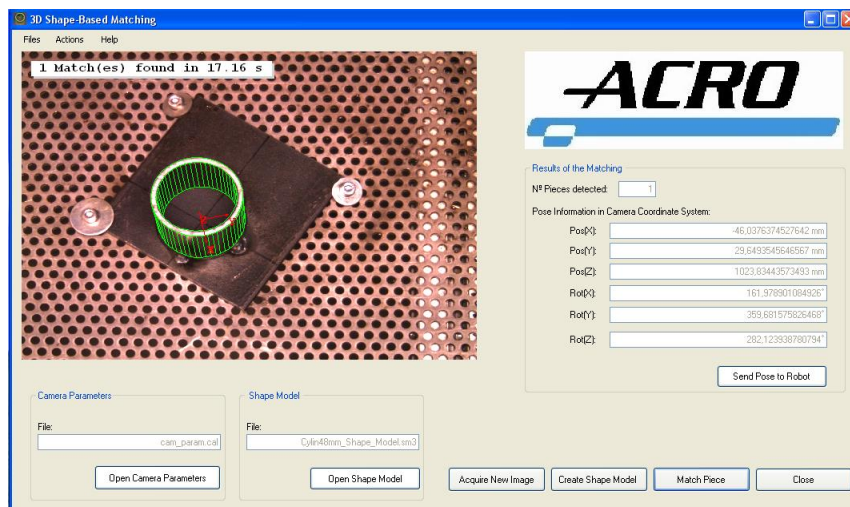 3D Shape-Based Matching
Files Actions Help
1 Match(es) found in 17.16 s
ACRO
Results of the Matching
Nº Pieces detected: 1
Pose Information in Camera Coordinate System:
Pos(X): -46,0376374527642 mm
Pos(Y): 29,6493545646567 mm
Pos(Z): 1023,83443573493 mm
Rot(X): 161,978901084926°
Rot(Y): 359,681575826468°
Rot(Z): 282,123938780794°
Send Pose to Robot
Camera Parameters
File:
cam_param.cal
Open Camera Parameters
Shape Model
File:
Cylin48mm_Shape_Model.sm3
Open Shape Model
Acquire New Image Create Shape Model Match Piece Close